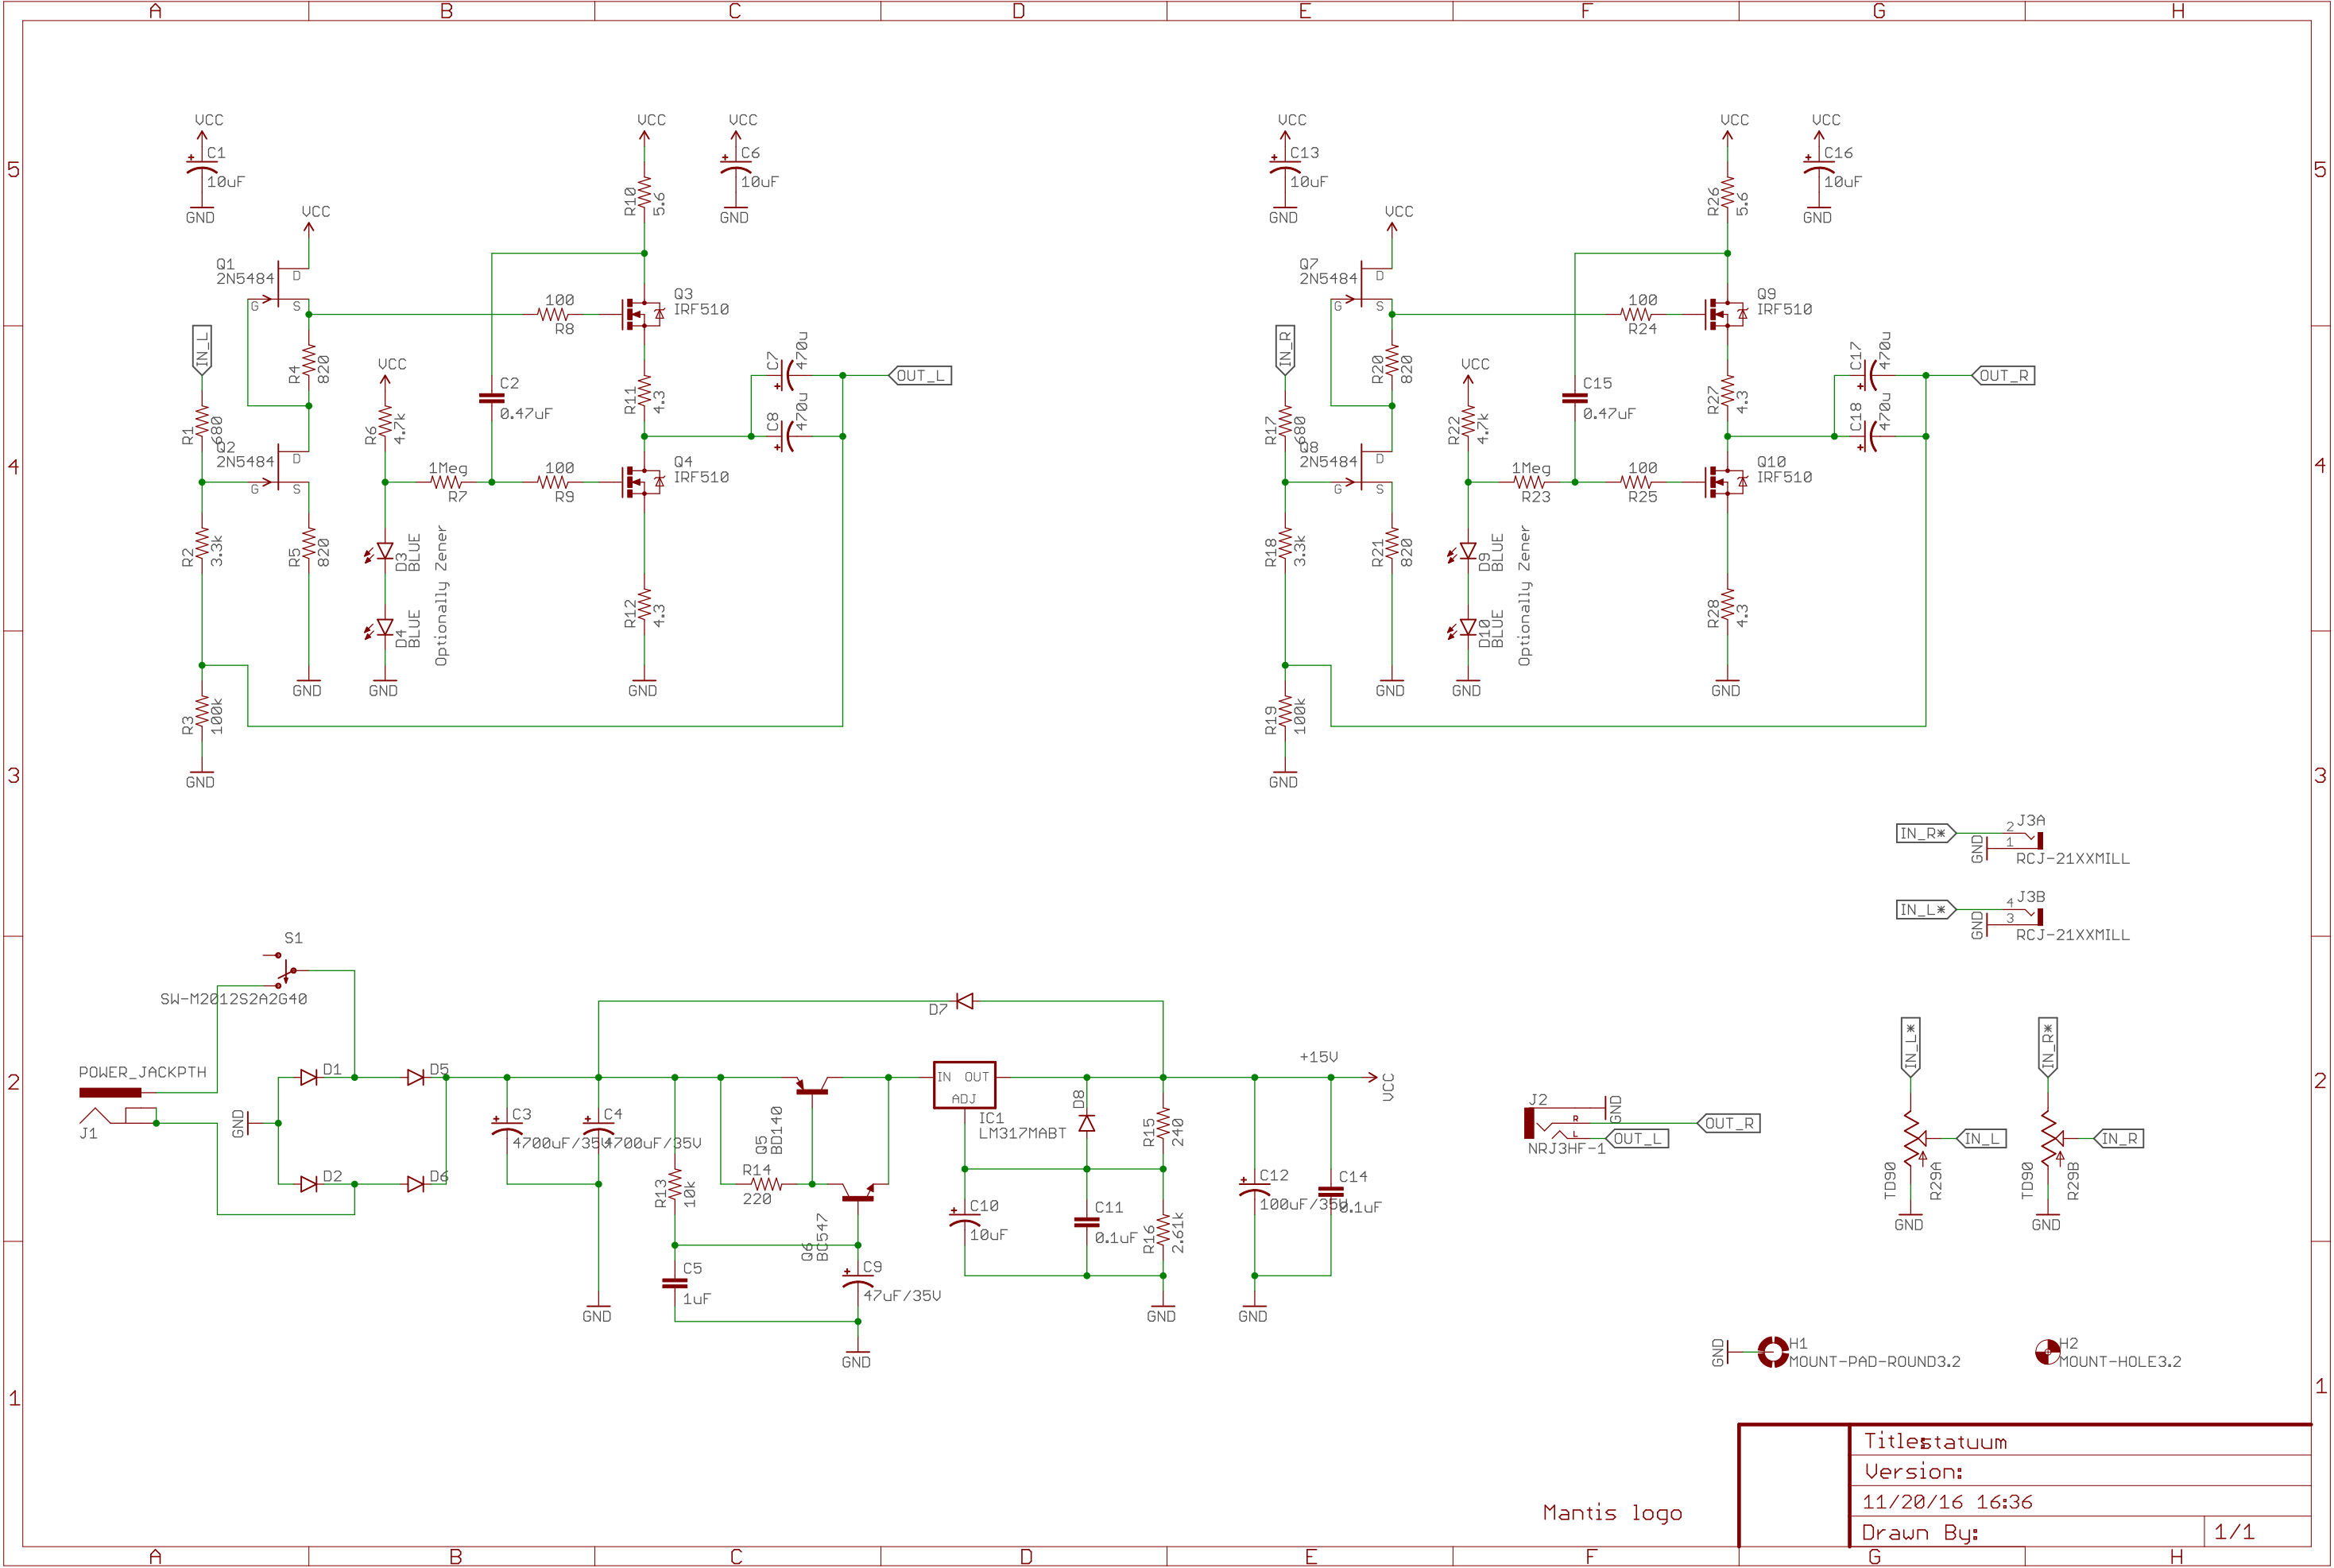 A B C D E F G H
5 5
4 4
3 3
2 2
1 1
VCC
C1
10uF
GND
VCC
Q1
2N5484
D
G S
R4
820
IN_L
R1
680
Q2
2N5484
D
G S
R2
3.3k
R5
820
GND
R3
100k
GND
VCC
R6
4.7k
1Meg
R7
D3
BLUE
D4
BLUE
Optionally Zener
GND
C2
0.47uF
100
R8
100
R9
VCC
R10
5.6
Q3
IRF510
R11
4.3
Q4
IRF510
R12
4.3
GND
VCC
C6
10uF
GND
C7
470u
C8
470u
OUT_L
VCC
C13
10uF
GND
VCC
Q7
2N5484
D
G S
R20
820
IN_R
R17
680
Q8
2N5484
D
G S
R18
3.3k
R21
820
GND
R19
100k
GND
VCC
R22
4.7k
1Meg
R23
D9
BLUE
D10
BLUE
Optionally Zener
GND
C15
0.47uF
100
R24
100
R25
VCC
R26
5.6
Q9
IRF510
R27
4.3
Q10
IRF510
R28
4.3
GND
VCC
C16
10uF
GND
C17
470u
C18
470u
OUT_R
IN_R*
2
J3A
GND
1
RCJ-21XXMILL
IN_L*
4
J3B
GND
3
RCJ-21XXMILL
S1
SW-M2012S2A2G40
POWER_JACKPTH
J1
GND
D1
D5
D2
D6
C3
4700uF/35V
C4
4700uF/35V
GND
R13
10k
C5
1uF
Q5
BD140
R14
220
Q6
BC547
C9
47uF/35V
GND
D7
IN OUT
ADJ
IC1
LM317MABT
C10
10uF
D8
C11
0.1uF
R15
240
R16
2.61k
GND
+15V
VCC
C12
100uF/35V
C14
0.1uF
GND
J2
GND
R
OUT_R
L
OUT_L
NRJ3HF-1
IN_L*
IN_L
TD90
R29A
GND
IN_R*
IN_R
TD90
R29B
GND
GND
H1
MOUNT-PAD-ROUND3.2
H2
MOUNT-HOLE3.2
Mantis logo
Title:statuum
Version:
11/20/16 16:36
Drawn By:
1/1
A B C D E F G H